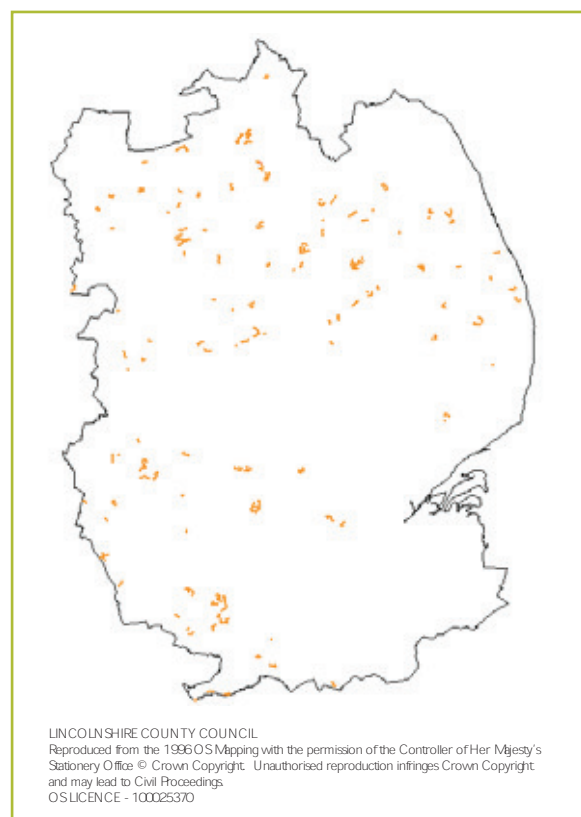 LINCOLNSHIRE COUNTY COUNCIL
Reproduced from the 1996 OS Mapping with the permission of the Controller of Her Majesty's
Stationery Office © Crown Copyright. Unauthorised reproduction infringes Crown Copyright
and may lead to Civil Proceedings.
OS LICENCE - 100025370